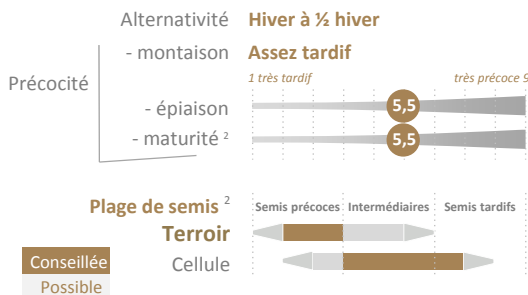 Alternativité Hiver à ½ hiver
- montaison Assez tardif
Précocité
1 très tardif très précoce 9
- épiaison 5,5
- maturité ² 5,5
Plage de semis ² Semis précoces Intermédiaires Semis tardifs
Terroir
Conseillée
Cellule
Possible